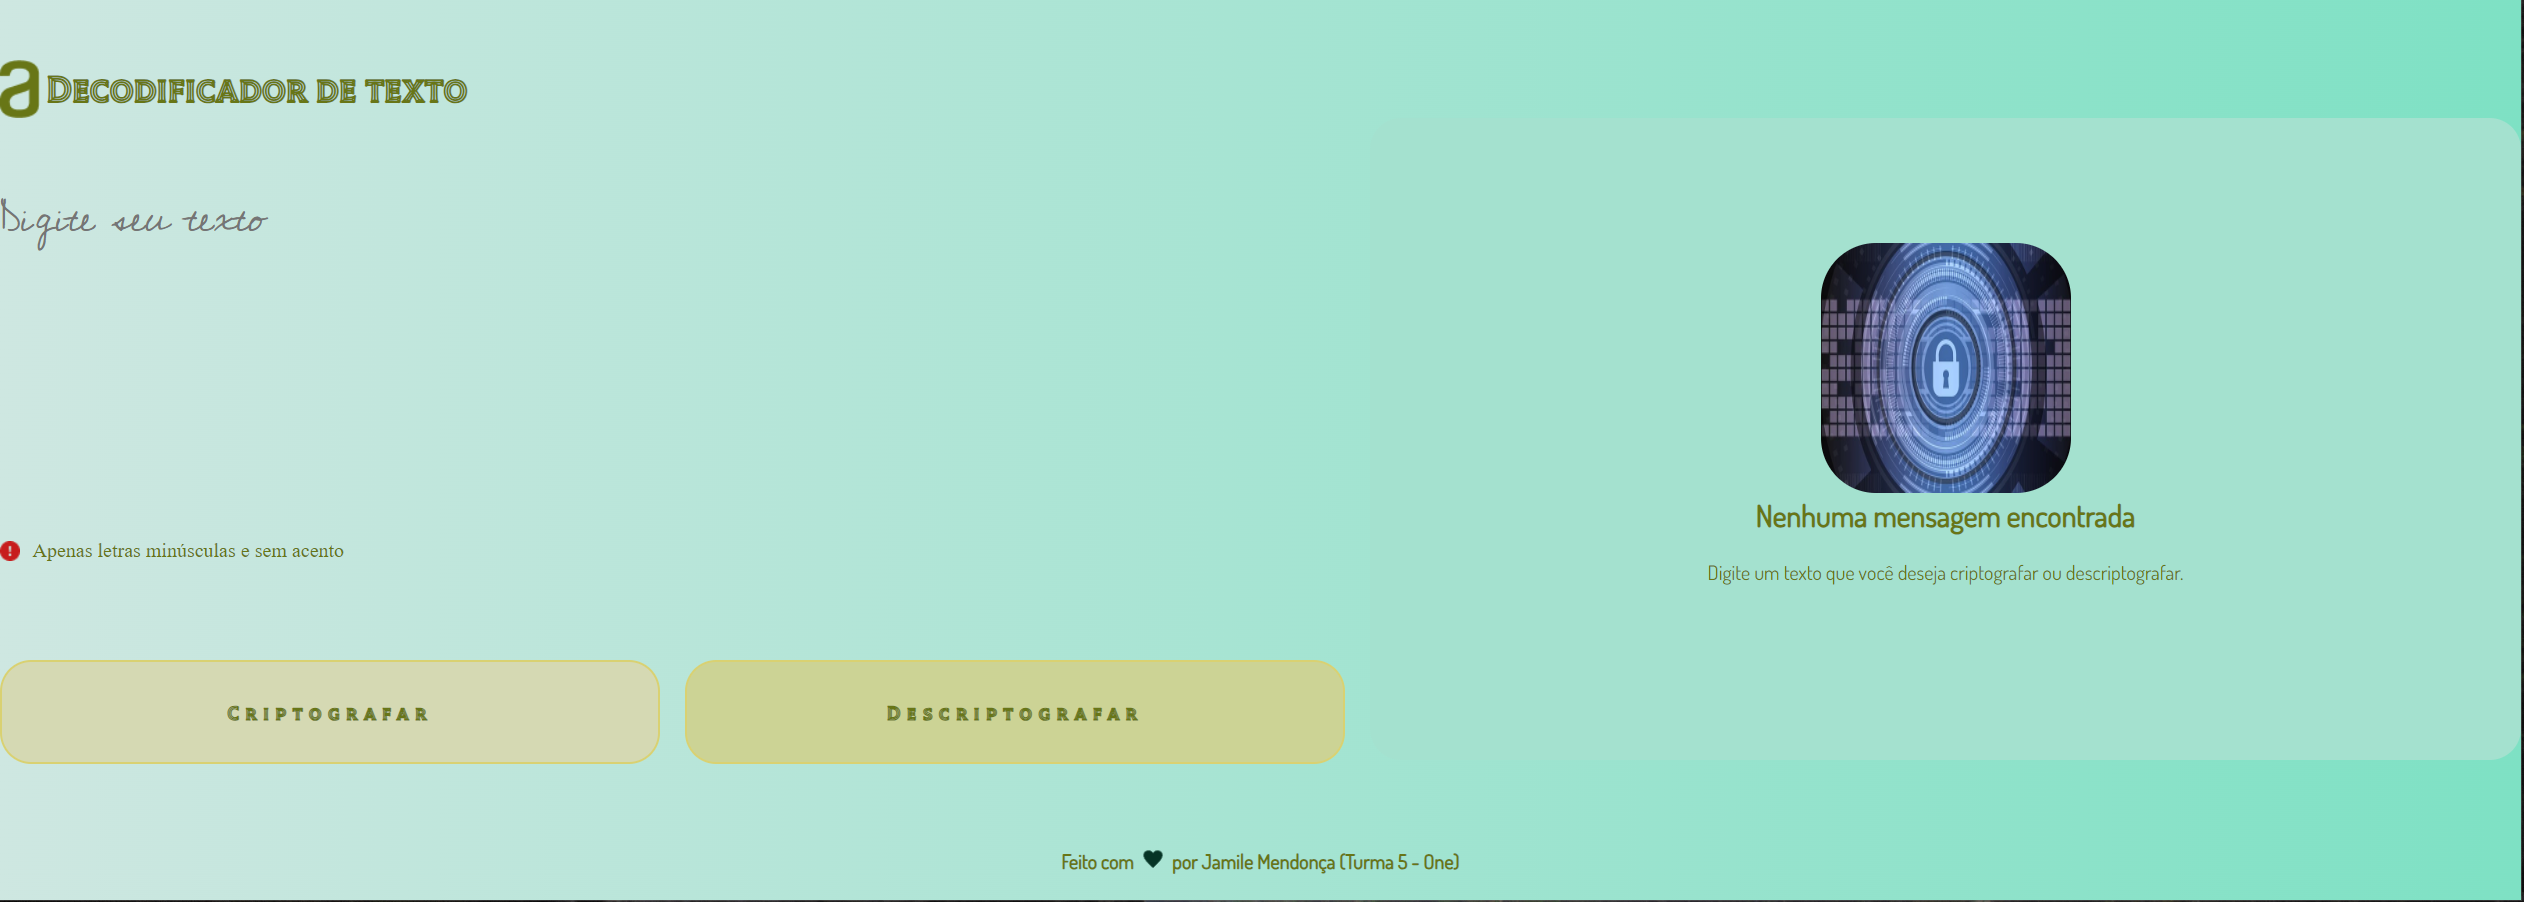 a Decodificador de texto
Digite seu texto
Apenas letras minúsculas e sem acento
Criptografar
Descriptografar
Nenhuma mensagem encontrada
Digite um texto que você deseja criptografar ou descriptografar.
Feito com ♥ por Jamile Mendonça (Turma 5 - One)